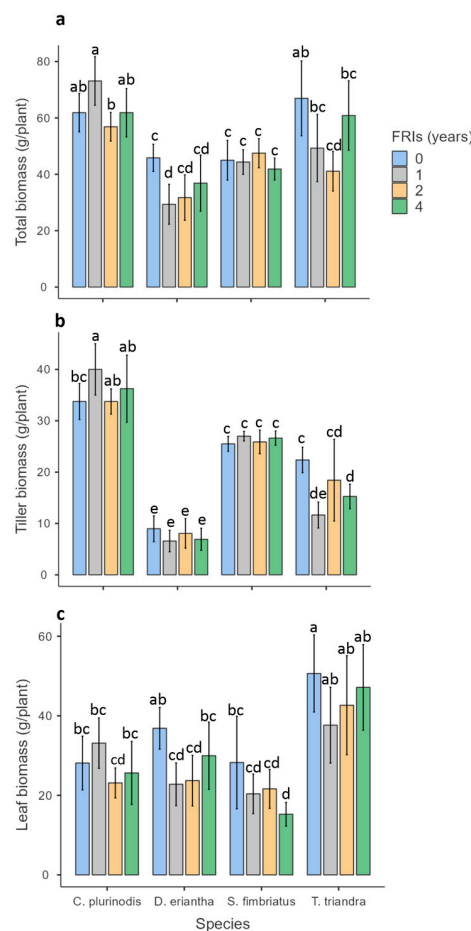 a
Total biomass (g/plant)
80
60
40
20
0
ab a b ab
c d cd cd
c c c c
ab bc cd bc
FRIs (years)
0
1
2
4
b
Tiller biomass (g/plant)
40
30
20
10
0
bc a ab ab
e e e e
c c c c
c de cd d
c
Leaf biomass (g/plant)
60
40
20
0
bc bc cd bc
ab cd cd bc
bc cd cd d
a ab ab ab
C. plurinodis D. eriantha S. fimbriatus T. triandra
Species